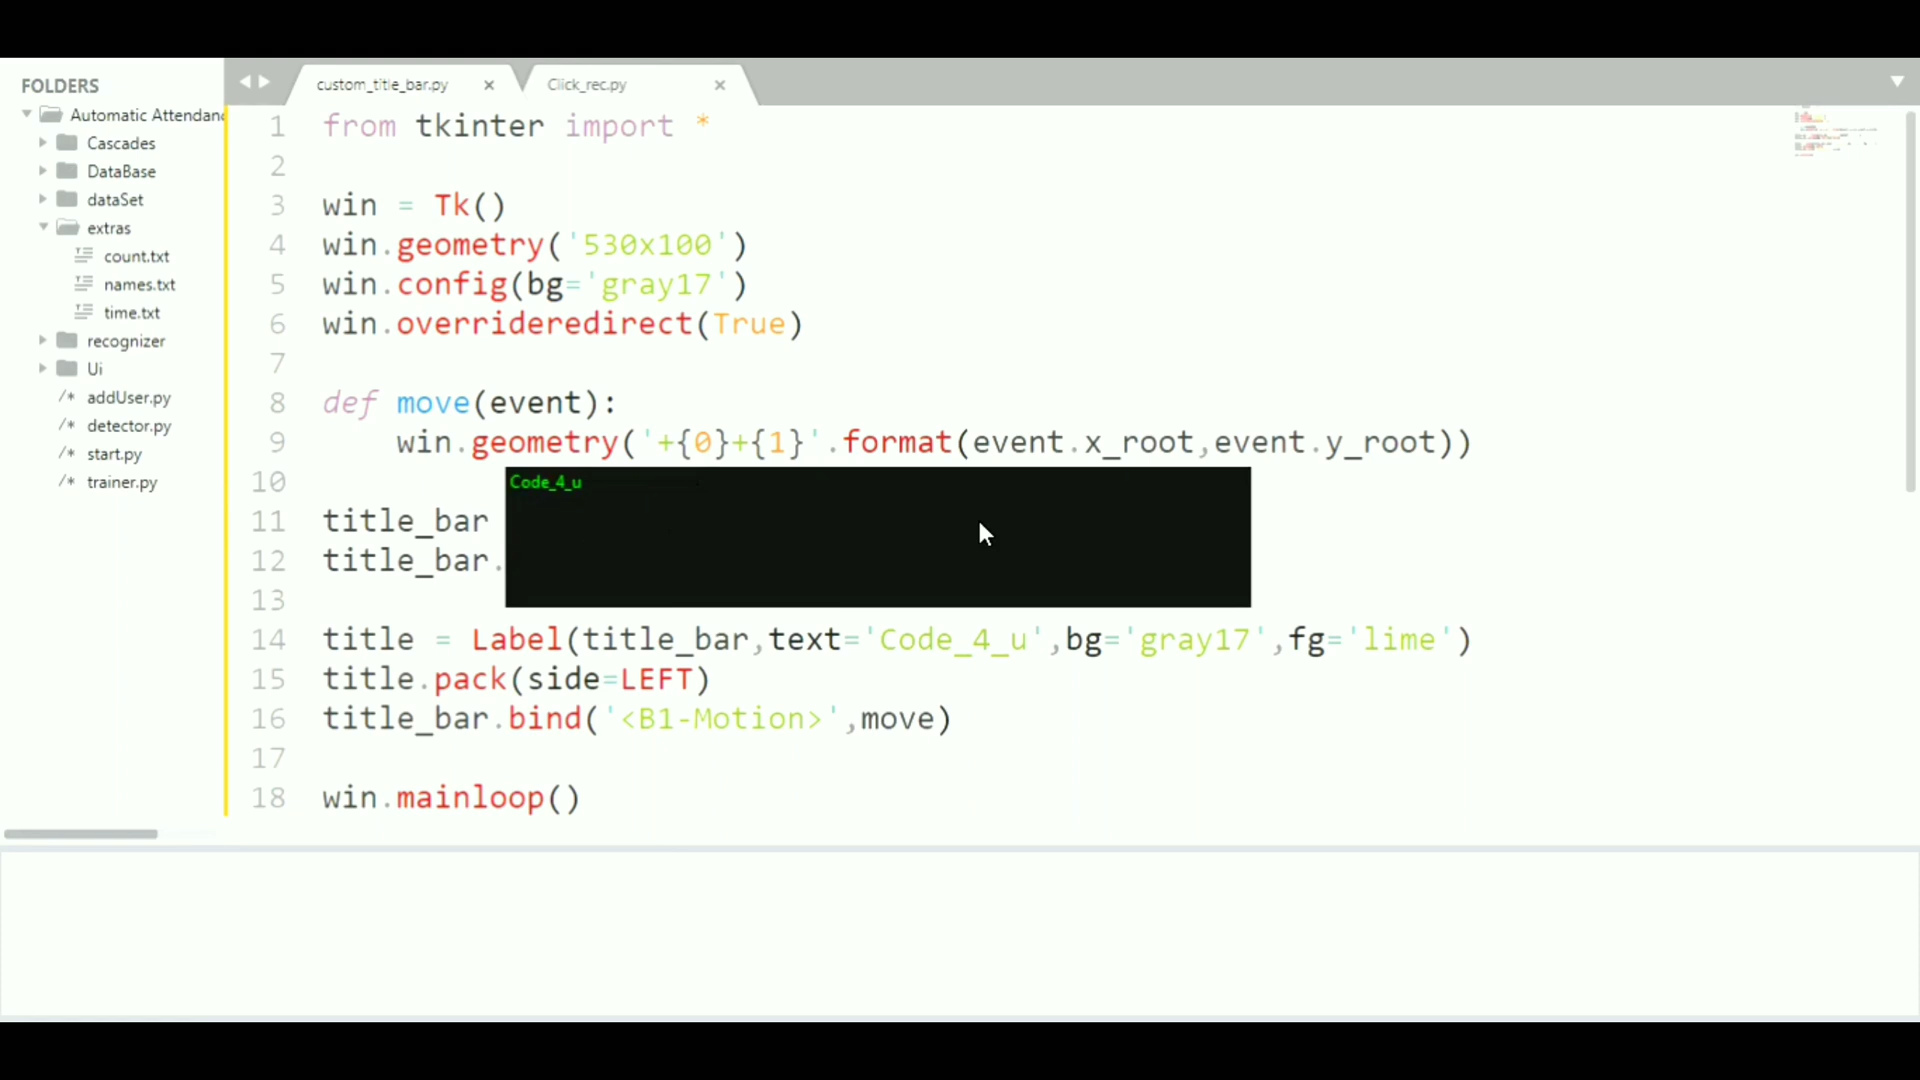 FOLDERS
Automatic Attendanc
Cascades
DataBase
dataSet
extras
count.txt
names.txt
time.txt
recognizer
Ui
/* addUser.py
/* detector.py
/* start.py
/* trainer.py
custom_title_bar.py × Click_rec.py ×
1 from tkinter import *
2
3 win = Tk()
4 win.geometry('530x100')
5 win.config(bg='gray17')
6 win.overrideredirect(True)
7
8 def move(event):
9 win.geometry('+{0}+{1}'.format(event.x_root,event.y_root))
10
11 title_bar
12 title_bar.
13
14 title = Label(title_bar,text='Code_4_u',bg='gray17',fg='lime')
15 title.pack(side=LEFT)
16 title_bar.bind('<B1-Motion>',move)
17
18 win.mainloop()
Code_4_u